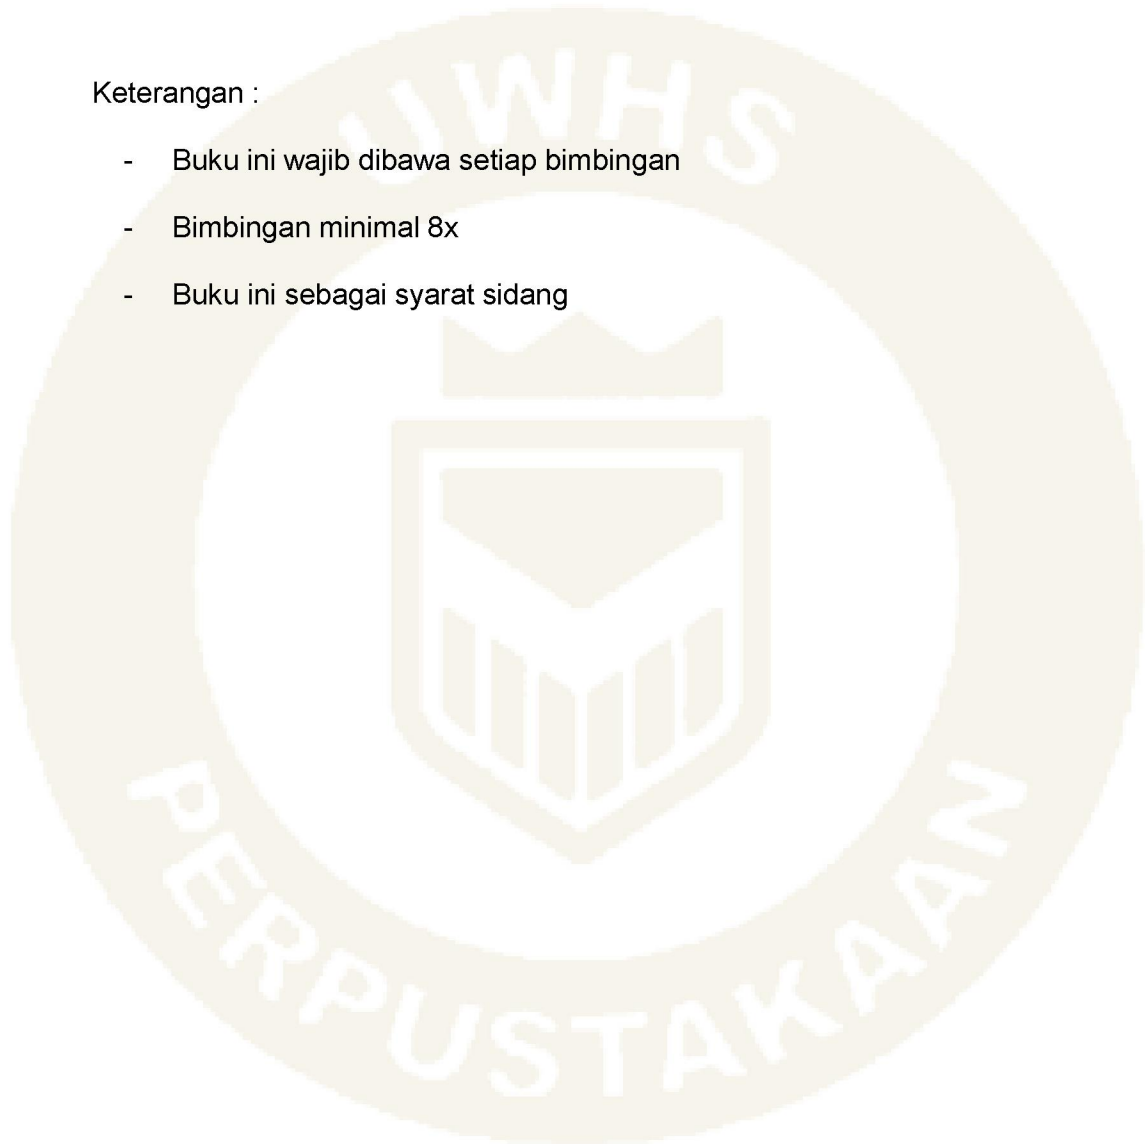 UWHS
Keterangan :
- Buku ini wajib dibawa setiap bimbingan
- Bimbingan minimal 8x
- Buku ini sebagai syarat sidang
PERPUSTAKAAN